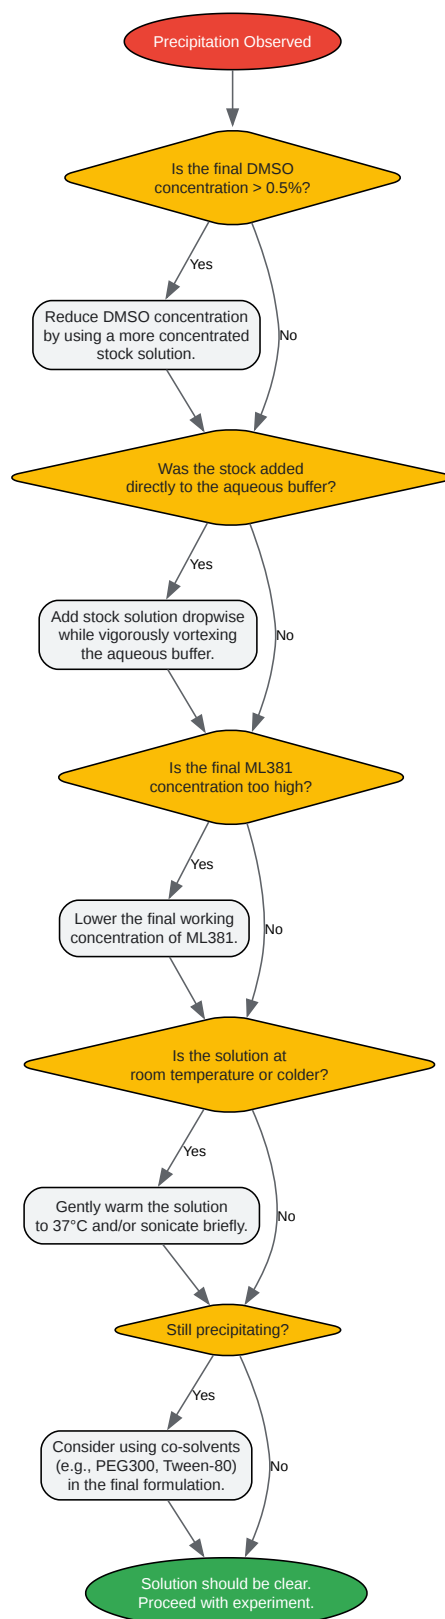 Precipitation Observed
Is the final DMSO
concentration > 0.5%?
Yes
No
Reduce DMSO concentration
by using a more concentrated
stock solution.
Was the stock added
directly to the aqueous buffer?
Yes
No
Add stock solution dropwise
while vigorously vortexing
the aqueous buffer.
Is the final ML381
concentration too high?
Yes
No
Lower the final working
concentration of ML381.
Is the solution at
room temperature or colder?
Yes
No
Gently warm the solution
to 37°C and/or sonicate briefly.
Still precipitating?
Yes
No
Consider using co-solvents
(e.g., PEG300, Tween-80)
in the final formulation.
Solution should be clear.
Proceed with experiment.